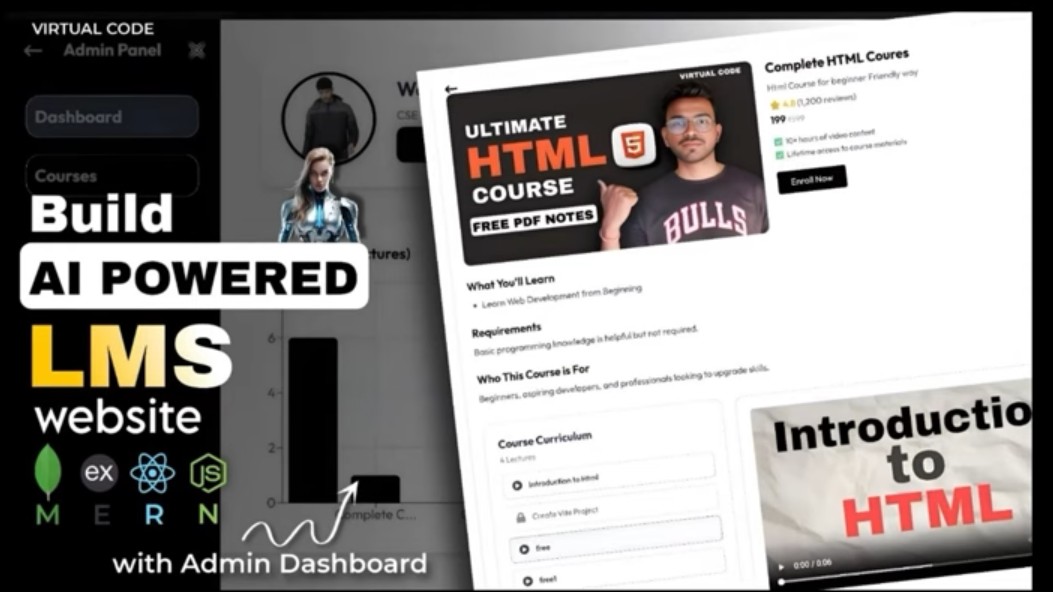 VIRTUAL CODE
Admin Panel
Dashboard
Courses
Build
AI POWERED
LMS
website
ex
JS
M E R N
with Admin Dashboard
We
CSE
ctures)
6
4
2
0
Complete C...
VIRTUAL CODE
ULTIMATE
HTML
5
COURSE
FREE PDF NOTES
BULLS
Complete HTML Coures
Html Course for beginner Friendly way
4.8 (1,200 reviews)
199
10+ hours of video content
Lifetime access to course materials
Enroll Now
What You'll Learn
• Learn Web Development from Beginning
Requirements
Basic programming knowledge is helpful but not required.
Who This Course is For
Beginners, aspiring developers, and professionals looking to upgrade skills.
Course Curriculum
4 Lectures
Introduction to Html
Create Vite Project
free
free1
Introductio
to
HTML
0:00 / 0:06